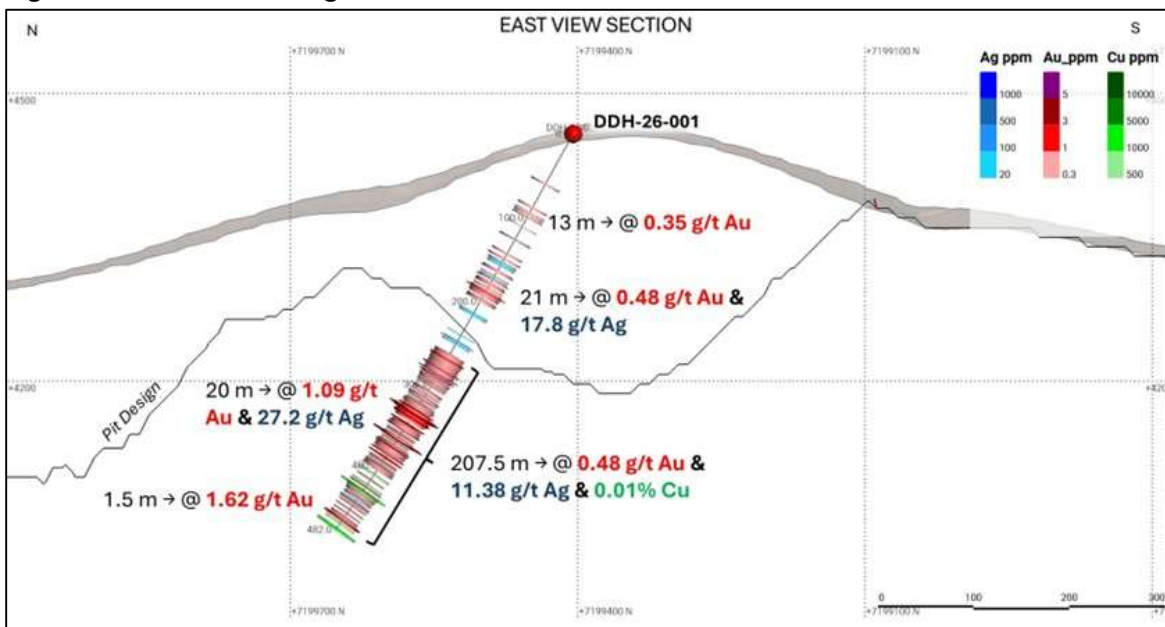 EAST VIEW SECTION
N
S
+7199700 N
+7199400 N
+7199100 N
Ag ppm
Au_ppm
Cu ppm
1000
500
100
20
5
3
1
0.3
10000
5000
1000
500
+4500
DDH-26-001
100.0
13 m → @ 0.35 g/t Au
200.0
21 m → @ 0.48 g/t Au &
17.8 g/t Ag
+4200
20 m → @ 1.09 g/t
Au & 27.2 g/t Ag
Pit Design
207.5 m → @ 0.48 g/t Au &
11.38 g/t Ag & 0.01% Cu
1.5 m → @ 1.62 g/t Au
482.0
0
100
200
300
+7199700 N
+7199400 N
+7199100 N